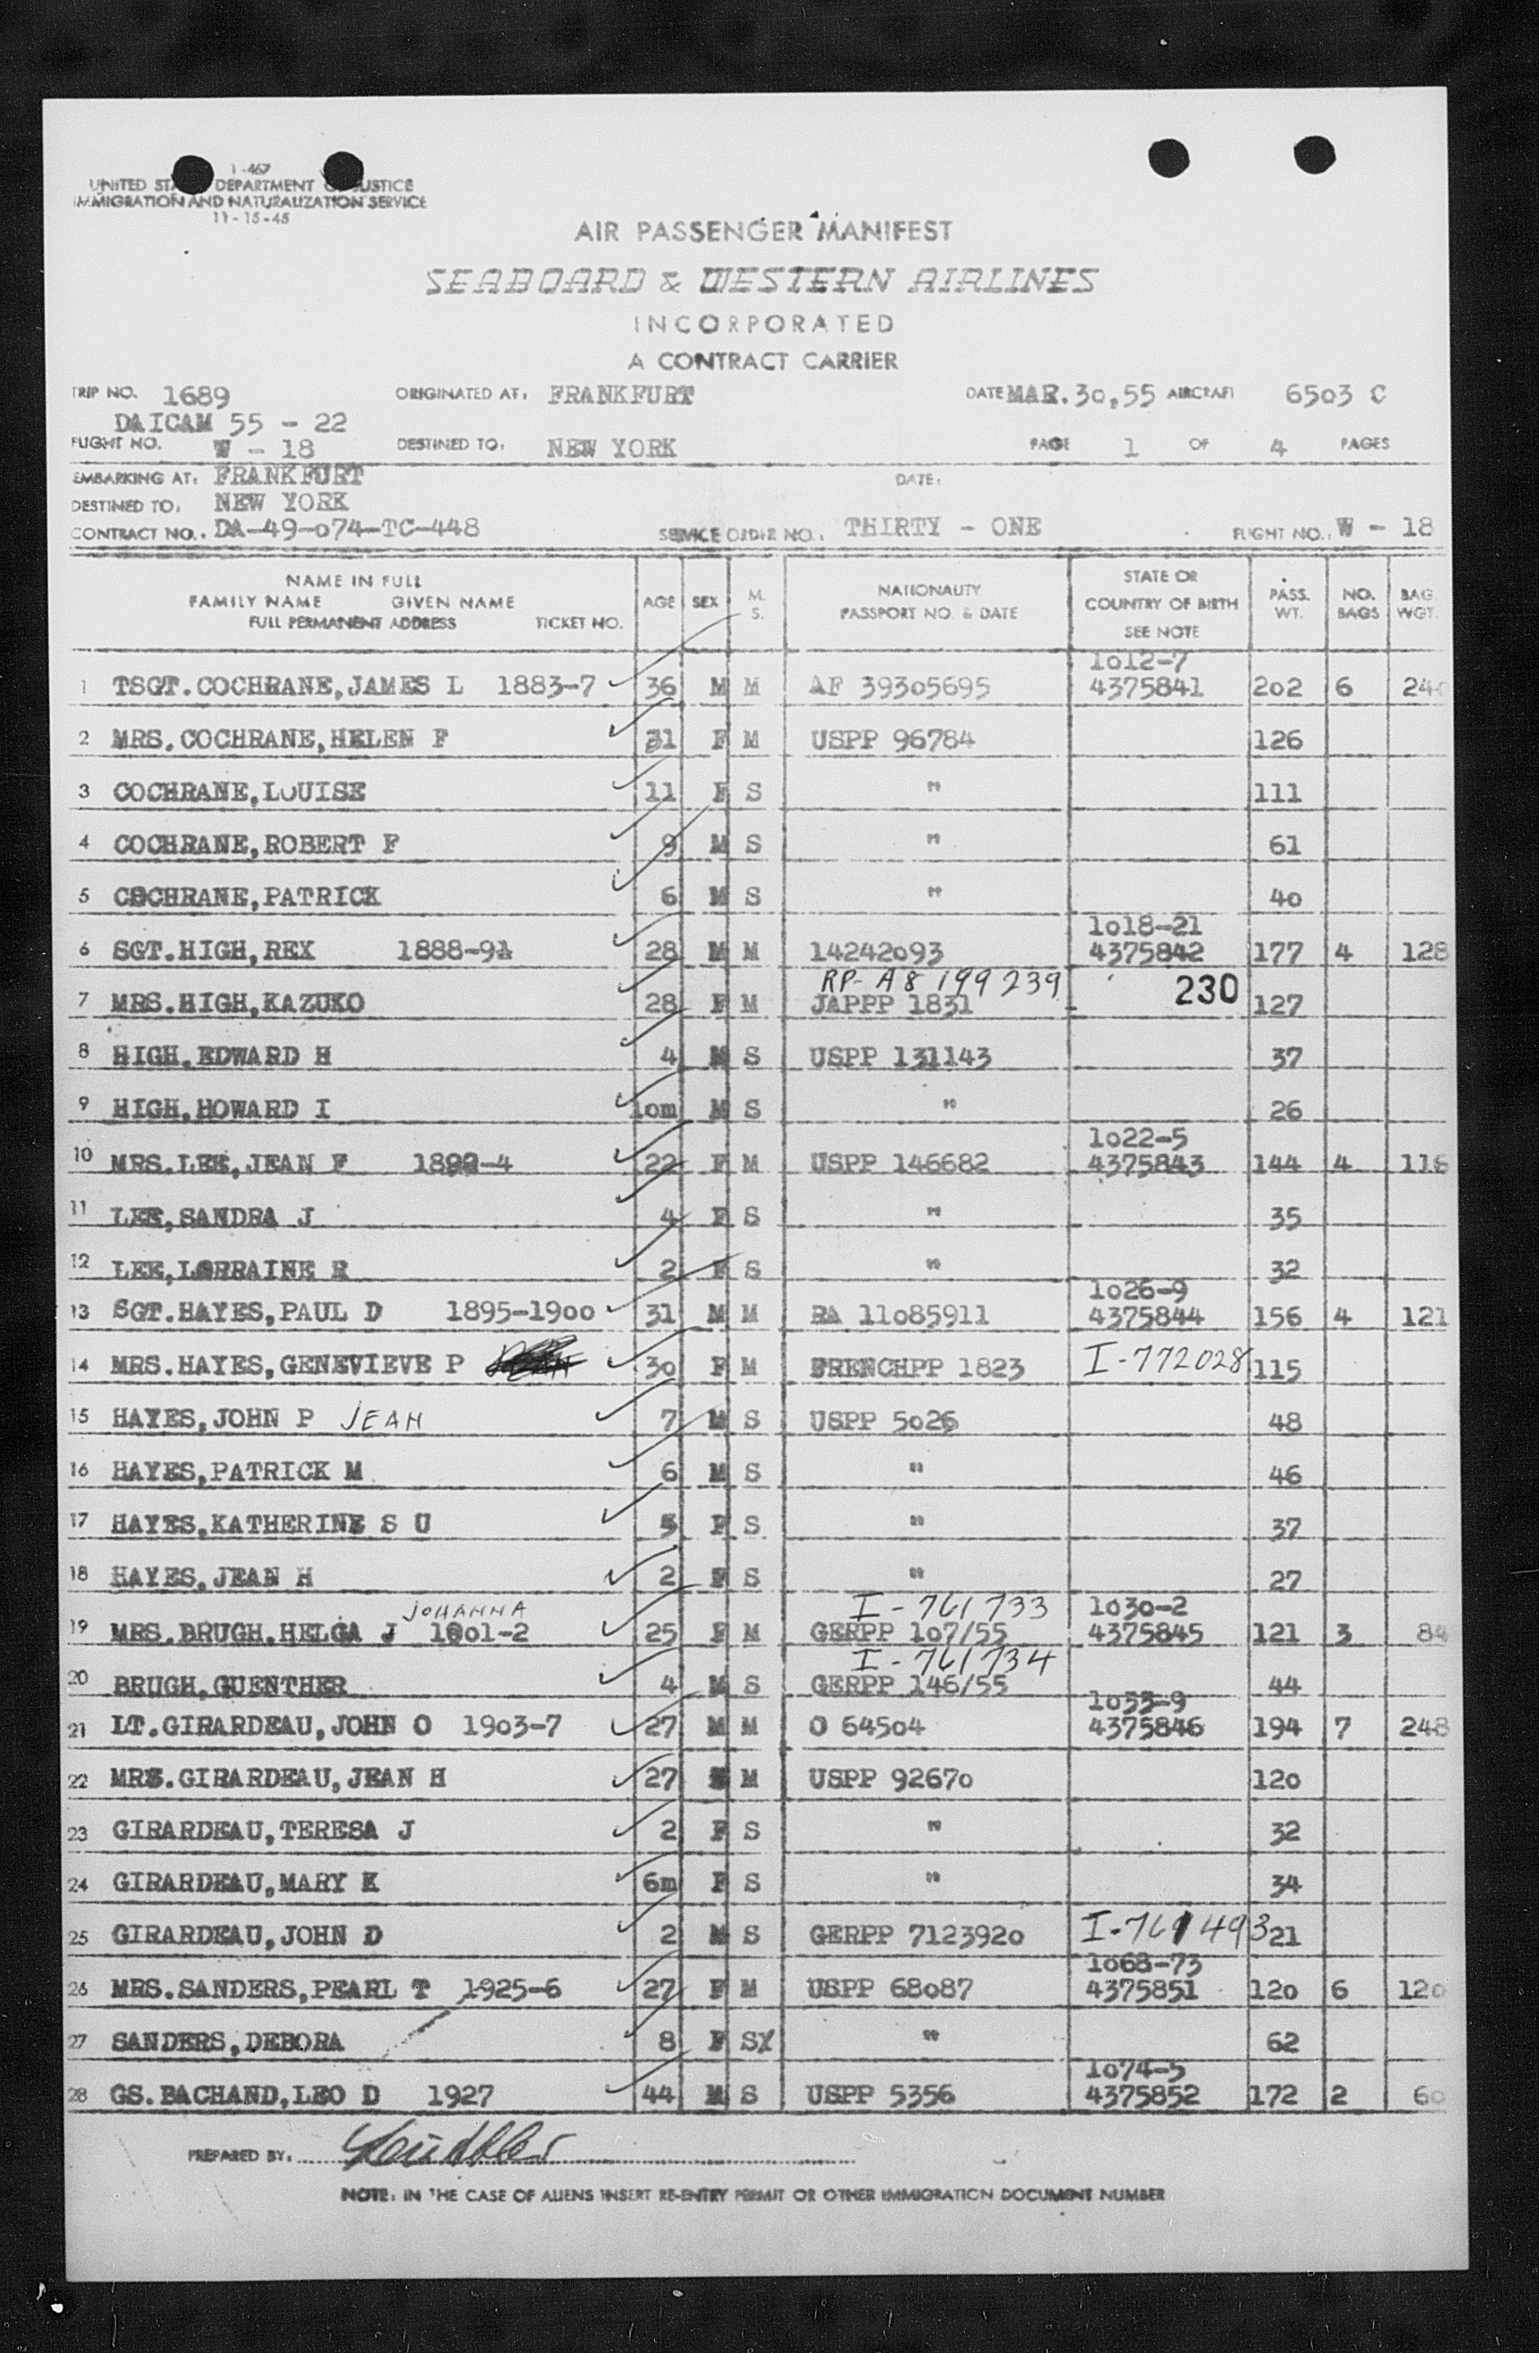 I-467
UNITED STATES DEPARTMENT OF JUSTICE
IMMIGRATION AND NATURALIZATION SERVICE
11-15-45
AIR PASSENGER MANIFEST
SEABOARD & WESTERN AIRLINES
INCORPORATED
A CONTRACT CARRIER
TRIP NO. 1689 ORIGINATED AT: FRANKFURT DATE MAR.30,55 AIRCRAFT 6503 C
DAICAM 55 - 22
FLIGHT NO. W - 18 DESTINED TO: NEW YORK PAGE 1 OF 4 PAGES
EMBARKING AT: FRANKFURT DATE:
DESTINED TO: NEW YORK
CONTRACT NO.: DA-49-074-TC-448 SERVICE ORDER NO.: THIRTY - ONE FLIGHT NO.: W - 18
NAME IN FULL
FAMILY NAME GIVEN NAME
FULL PERMANENT ADDRESS TICKET NO. AGE SEX M. S. NATIONALITY PASSPORT NO. & DATE STATE OR COUNTRY OF BIRTH SEE NOTE PASS. WT. NO. BAGS BAG WGT.
1012-7
1 TSGT.COCHRANE,JAMES L 1883-7 36 M M AF 39305695 4375841 202 6 240
2 MRS.COCHRANE,HELEN F 31 F M USPP 96784 126
3 COCHRANE,LOUISE 11 F S " 111
4 COCHRANE,ROBERT F 9 M S " 61
5 COCHRANE,PATRICK 6 M S " 40
1018-21
6 SGT.HIGH,REX 1888-91 28 M M 14242093 4375842 177 4 128
RP-A8 199 239
7 MRS.HIGH,KAZUKO 28 F M JAPPP 1831 230 127
8 HIGH,EDWARD H 4 M S USPP 131143 37
9 HIGH,HOWARD I 10m M S " 26
1022-5
10 MRS.LEE,JEAN F 1892-4 22 F M USPP 146682 4375843 144 4 116
11 LEE,SANDRA J 4 F S " 35
12 LEE,LORRAINE R 2 F S " 32
1026-9
13 SGT.HAYES,PAUL D 1895-1900 31 M M RA 11085911 4375844 156 4 121
14 MRS.HAYES,GENEVIEVE P 30 F M FRENCHPP 1823 I-772028 115
15 HAYES,JOHN P JEAN 7 M S USPP 5026 48
16 HAYES,PATRICK M 6 M S " 46
17 HAYES,KATHERINE S U 5 F S " 37
18 HAYES,JEAN H 2 F S " 27
JOHANNA I-761733 1030-2
19 MRS.BRUGH,HELGA J 1901-2 25 F M GERPP 107/55 4375845 121 3 84
I-761734
20 BRUGH,GUENTHER 4 M S GERPP 146/55 44
1033-9
21 LT.GIRARDEAU,JOHN O 1903-7 27 M M O 64504 4375846 194 7 248
22 MRS.GIRARDEAU,JEAN H 27 F M USPP 92670 120
23 GIRARDEAU,TERESA J 2 F S " 32
24 GIRARDEAU,MARY K 6m F S " 34
25 GIRARDEAU,JOHN D 2 M S GERPP 7123920 I-761493 21
1068-73
26 MRS.SANDERS,PEARL T 1925-6 27 F M USPP 68087 4375851 120 6 120
27 SANDERS,DEBORA 8 F S " 62
1074-5
28 GS.BACHAND,LEO D 1927 44 M S USPP 5356 4375852 172 2 60
PREPARED BY:
NOTE: IN THE CASE OF ALIENS INSERT RE-ENTRY PERMIT OR OTHER IMMIGRATION DOCUMENT NUMBER